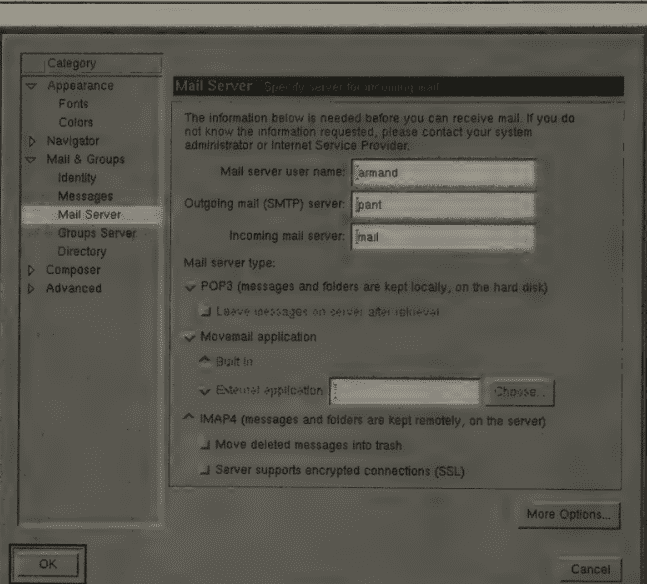 Category
Appearance
Fonts
Colors
Navigator
Mail & Groups
Identity
Messages
Mail Server
Groups Server
Directory
Composer
Advanced
Mail Server Specify server for incoming mail
The information below is needed before you can receive mail. If you do
not know the information requested, please contact your system
administrator or Internet Service Provider.
Mail server user name: armand
Outgoing mail (SMTP) server: pant
Incoming mail server: mail
Mail server type:
POP3 (messages and folders are kept locally, on the hard disk)
Leave messages on server after retrieval
Movemail application
Built in
External application: 
Choose...
IMAP4 (messages and folders are kept remotely, on the server)
Move deleted messages into trash
Server supports encrypted connections (SSL)
More Options...
OK
Cancel